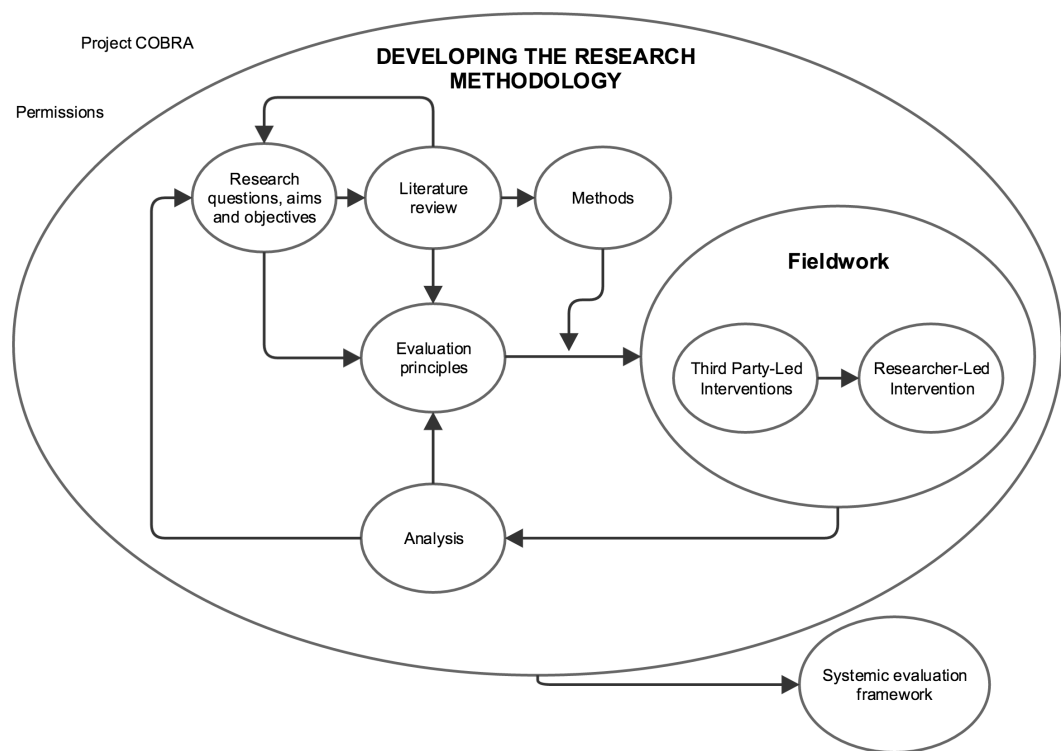 Project COBRA
DEVELOPING THE RESEARCH
METHODOLOGY
Permissions
Research
questions, aims
and objectives
Literature
review
Methods
Fieldwork
Evaluation
principles
Third Party-Led
Interventions
Researcher-Led
Intervention
Analysis
Systemic evaluation
framework